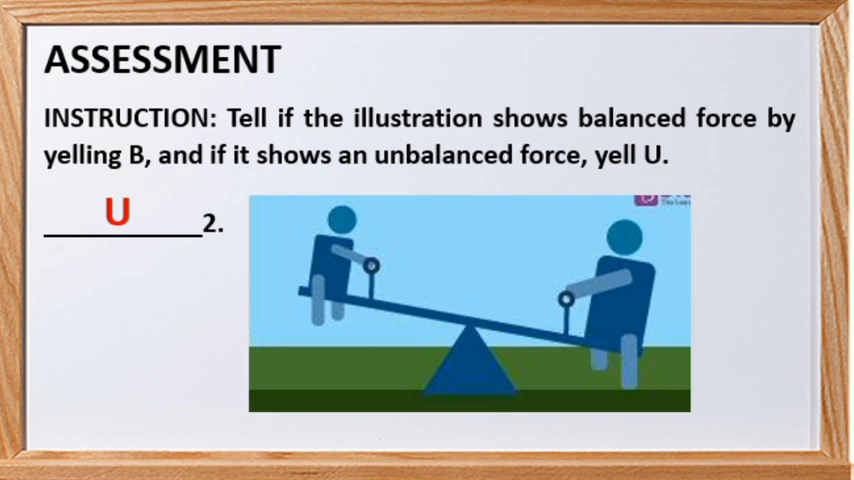 ASSESSMENT
INSTRUCTION: Tell if the illustration shows balanced force by
yelling B, and if it shows an unbalanced force, yell U.
U 2.